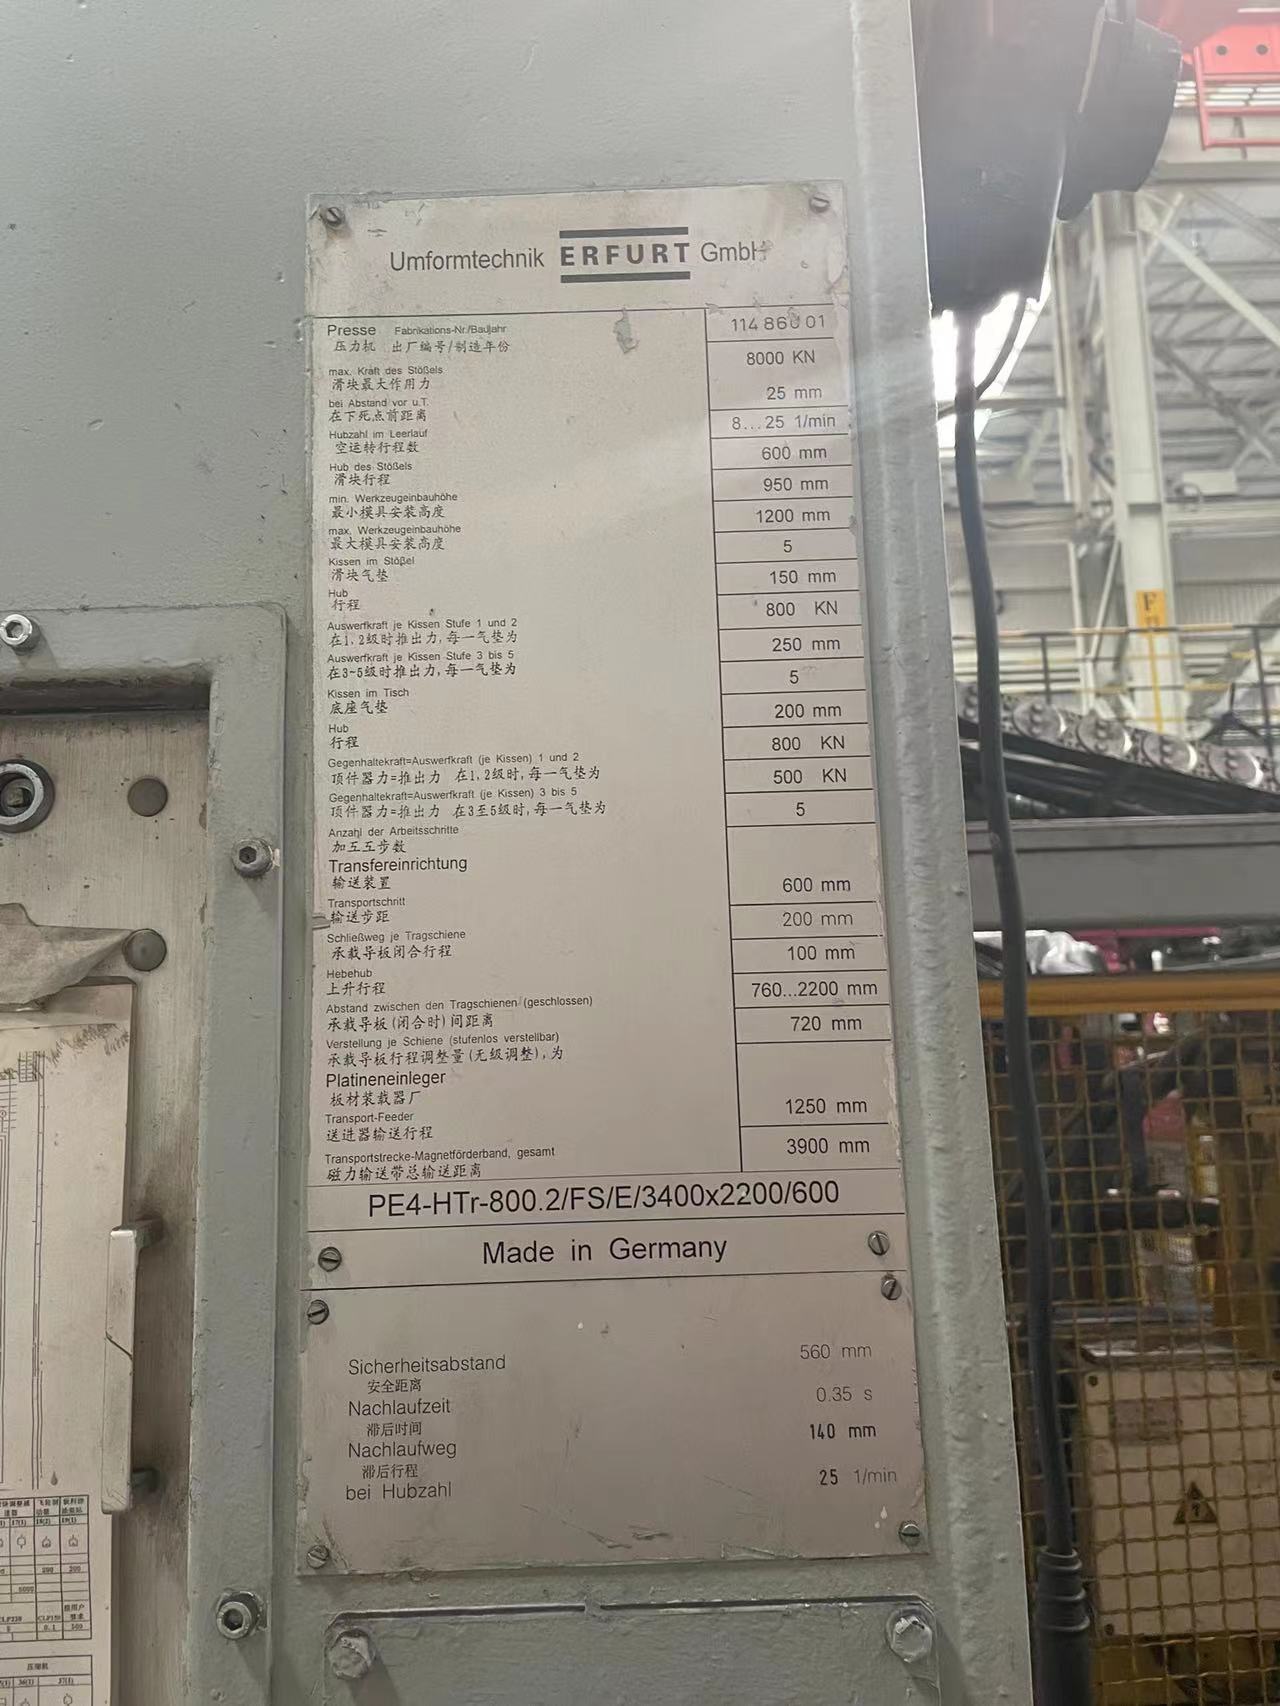 Umformtechnik ERFURT GmbH
Presse Fabrikations-Nr./Baujahr 114 860 01
压力机 出厂编号/制造年份
max. Kraft des Stößels 8000 KN
滑块最大作用力
bei Abstand vor u.T. 25 mm
在下死点前距离
Hubzahl im Leerlauf 8...25 1/min
空运转行程数
Hub des Stößels 600 mm
滑块行程
min. Werkzeugeinbauhöhe 950 mm
最小模具安装高度
max. Werkzeugeinbauhöhe 1200 mm
最大模具安装高度
Kissen im Stößel 5
滑块气垫
Hub 150 mm
行程
Auswerfkraft je Kissen Stufe 1 und 2 800 KN
在1,2级时推出力,每一气垫为
Auswerfkraft je Kissen Stufe 3 bis 5 250 mm
在3~5级时推出力,每一气垫为
Kissen im Tisch 5
底座气垫
Hub 200 mm
行程
Gegenhaltekraft=Auswerfkraft (je Kissen) 1 und 2 800 KN
顶件器力=推出力 在1,2级时,每一气垫为
Gegenhaltekraft=Auswerfkraft (je Kissen) 3 bis 5 500 KN
顶件器力=推出力 在3至5级时,每一气垫为
Anzahl der Arbeitsschritte 5
加互互步数
Transfereinrichtung
输送装置
Transportschritt 600 mm
输送步距
Schließweg je Tragschiene 200 mm
承载导板闭合行程
Hebehub 100 mm
上升行程
Abstand zwischen den Tragschienen (geschlossen) 760...2200 mm
承载导板(闭合时)间距离
Verstellung je Schiene (stufenlos verstellbar) 720 mm
承载导板行程调整量(无级调整),为
Platineneinleger
板材装载器厂
Transport-Feeder 1250 mm
送进器输送行程
Transportstrecke-Magnetförderband, gesamt 3900 mm
磁力输送带总输送距离
PE4-HTr-800.2/FS/E/3400x2200/600
Made in Germany
Sicherheitsabstand 560 mm
安全距离
Nachlaufzeit 0.35 s
滞后时间
Nachlaufweg 140 mm
滞后行程
bei Hubzahl 25 1/min
F
压缩机